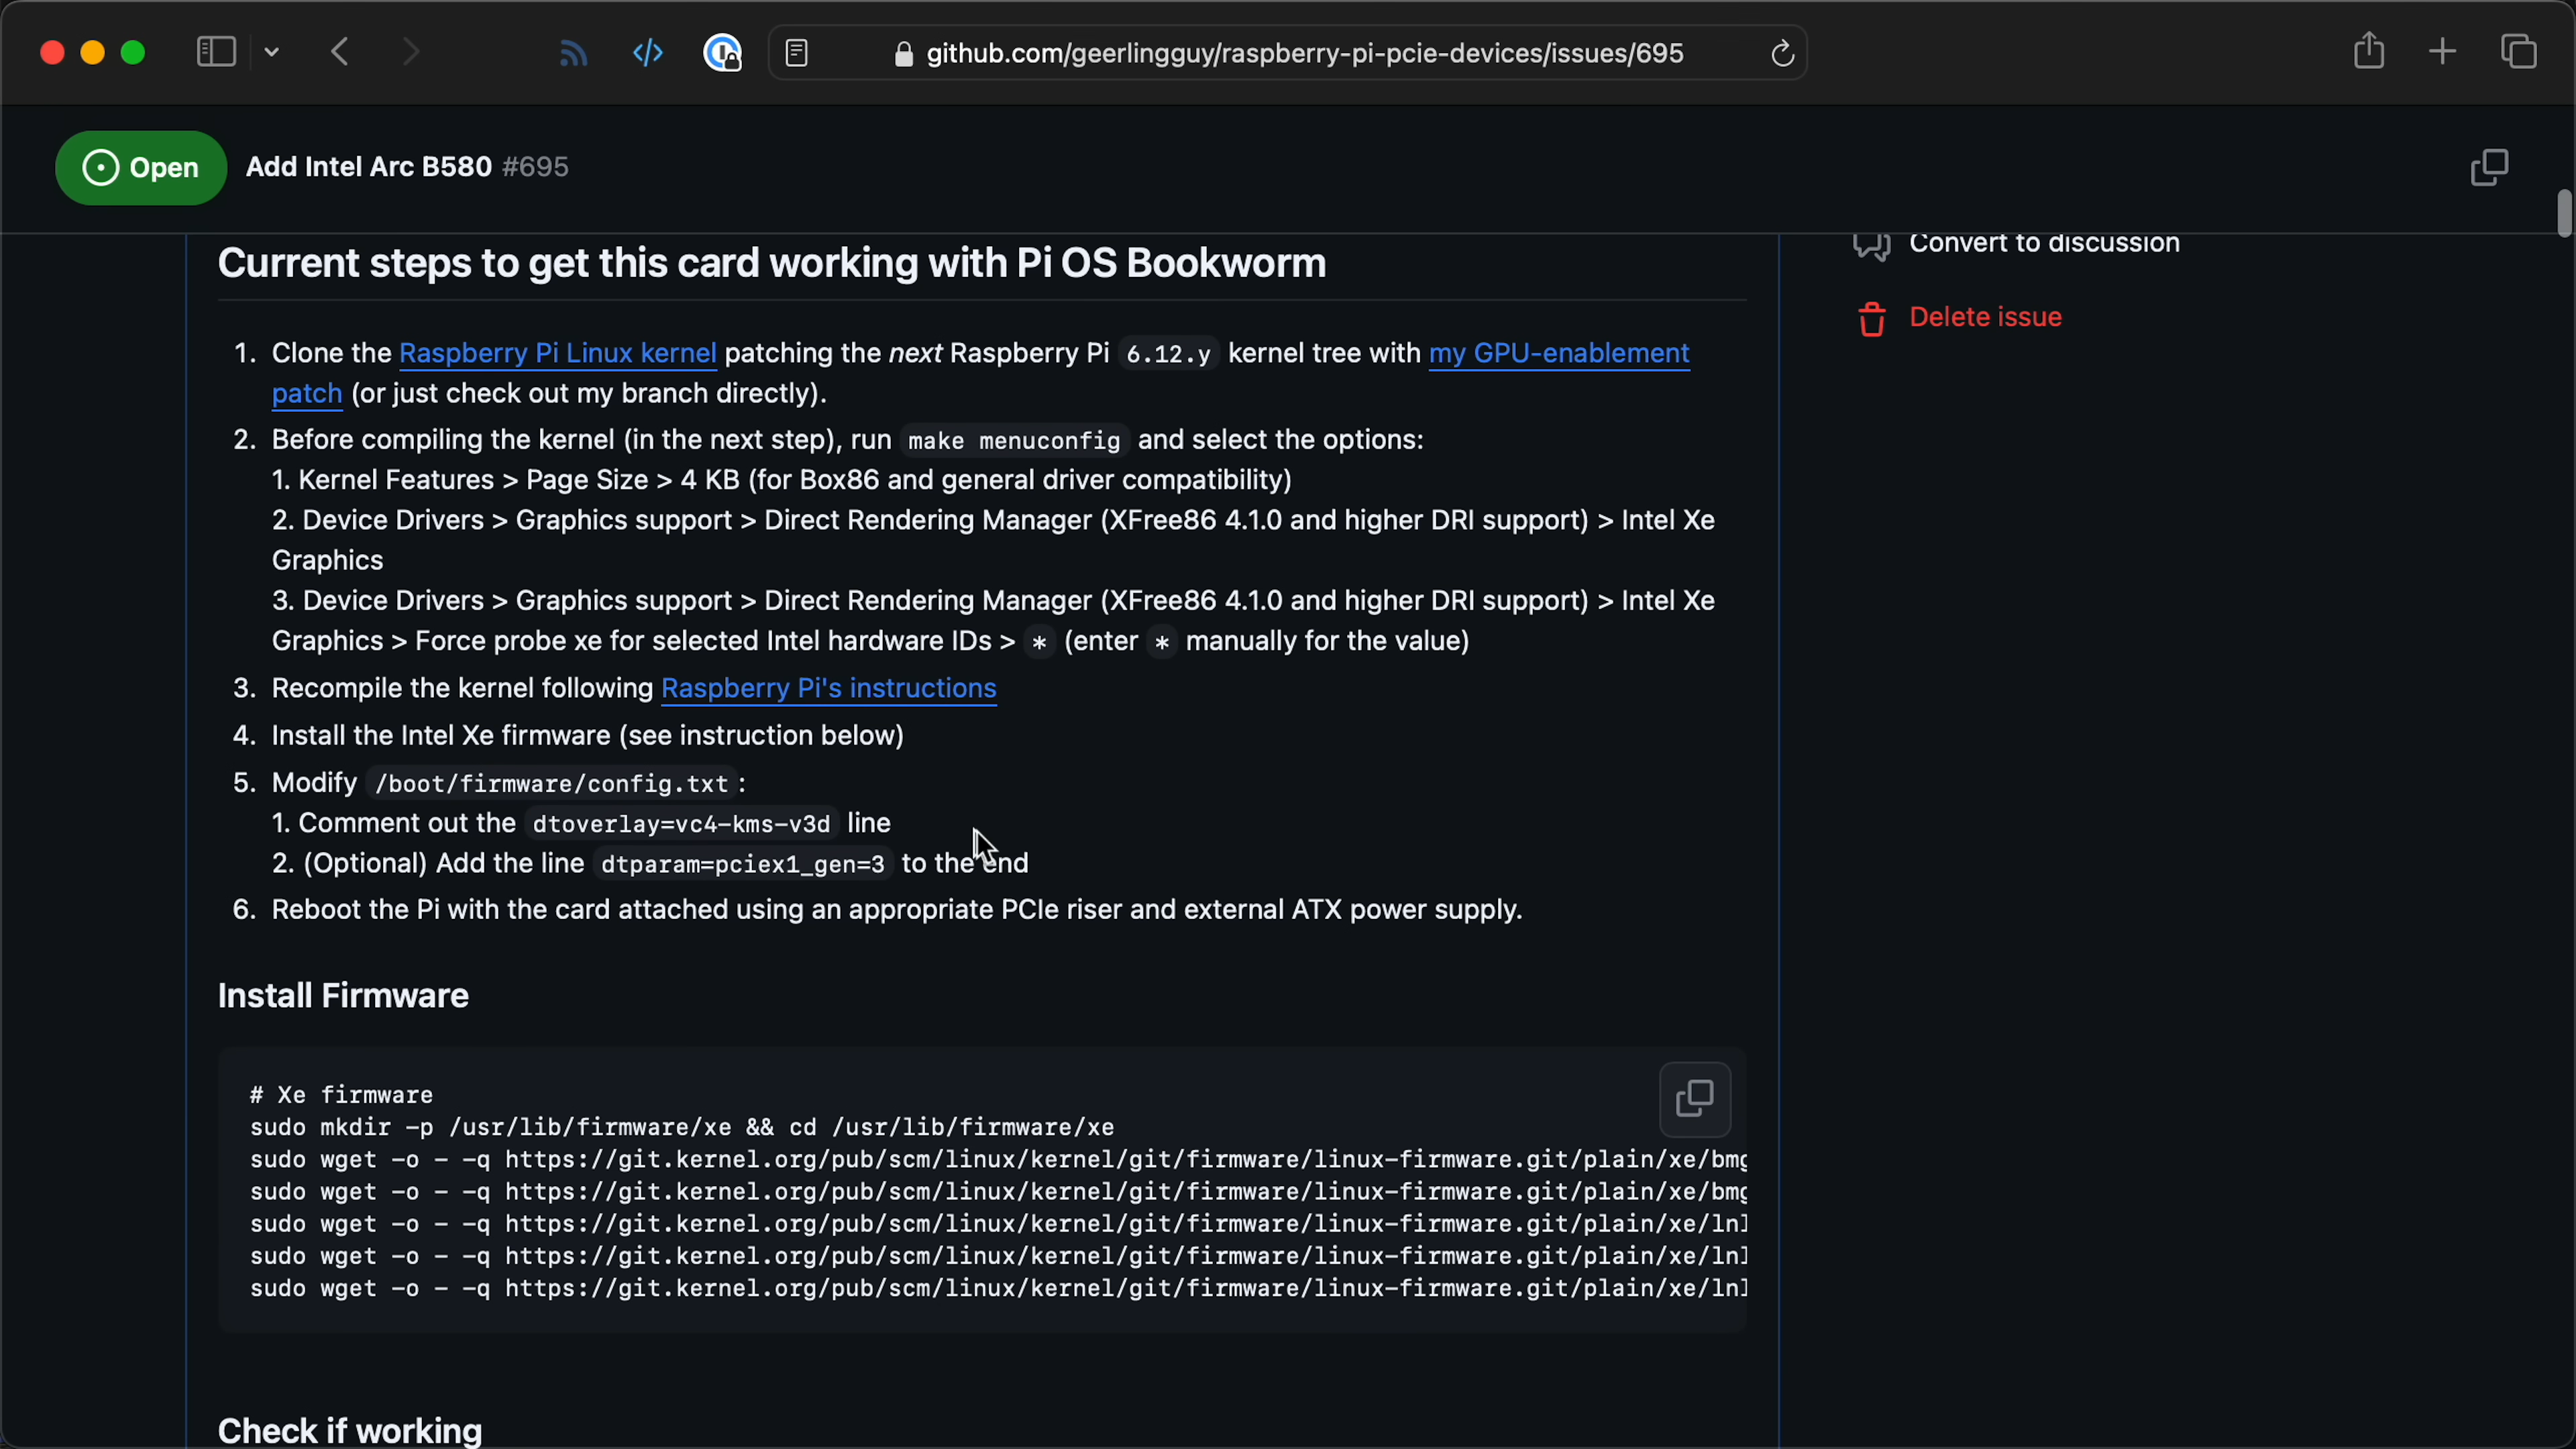 github.com/geerlingguy/raspberry-pi-pcie-devices/issues/695
Open
Add Intel Arc B580 #695
Current steps to get this card working with Pi OS Bookworm
Convert to discussion
Delete issue
1. Clone the Raspberry Pi Linux kernel patching the next Raspberry Pi 6.12.y kernel tree with my GPU-enablement
patch (or just check out my branch directly).
2. Before compiling the kernel (in the next step), run make menuconfig and select the options:
1. Kernel Features > Page Size > 4 KB (for Box86 and general driver compatibility)
2. Device Drivers > Graphics support > Direct Rendering Manager (XFree86 4.1.0 and higher DRI support) > Intel Xe
Graphics
3. Device Drivers > Graphics support > Direct Rendering Manager (XFree86 4.1.0 and higher DRI support) > Intel Xe
Graphics > Force probe xe for selected Intel hardware IDs > * (enter * manually for the value)
3. Recompile the kernel following Raspberry Pi's instructions
4. Install the Intel Xe firmware (see instruction below)
5. Modify /boot/firmware/config.txt :
1. Comment out the dtoverlay=vc4-kms-v3d line
2. (Optional) Add the line dtparam=pciex1_gen=3 to the end
6. Reboot the Pi with the card attached using an appropriate PCIe riser and external ATX power supply.
Install Firmware
# Xe firmware
sudo mkdir -p /usr/lib/firmware/xe && cd /usr/lib/firmware/xe
sudo wget -o - -q https://git.kernel.org/pub/scm/linux/kernel/git/firmware/linux-firmware.git/plain/xe/bmg
sudo wget -o - -q https://git.kernel.org/pub/scm/linux/kernel/git/firmware/linux-firmware.git/plain/xe/bmg
sudo wget -o - -q https://git.kernel.org/pub/scm/linux/kernel/git/firmware/linux-firmware.git/plain/xe/lnl
sudo wget -o - -q https://git.kernel.org/pub/scm/linux/kernel/git/firmware/linux-firmware.git/plain/xe/lnl
sudo wget -o - -q https://git.kernel.org/pub/scm/linux/kernel/git/firmware/linux-firmware.git/plain/xe/lnl
Check if working